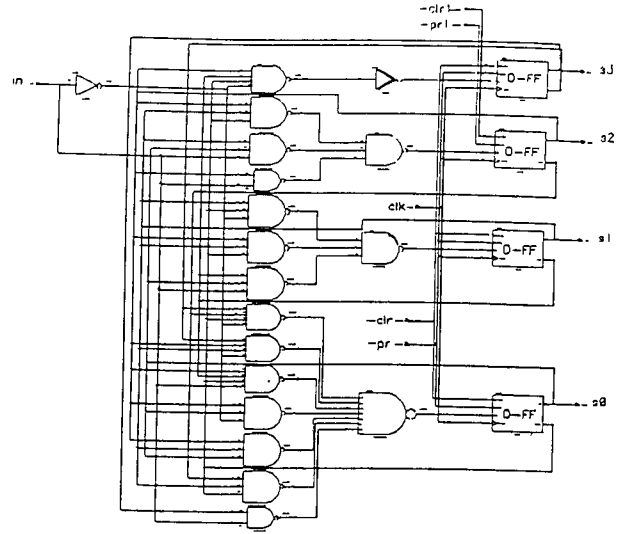 -clr1
-pr1
in
s3
D-FF
s2
D-FF
clk
s1
D-FF
-clr
-pr
s0
D-FF